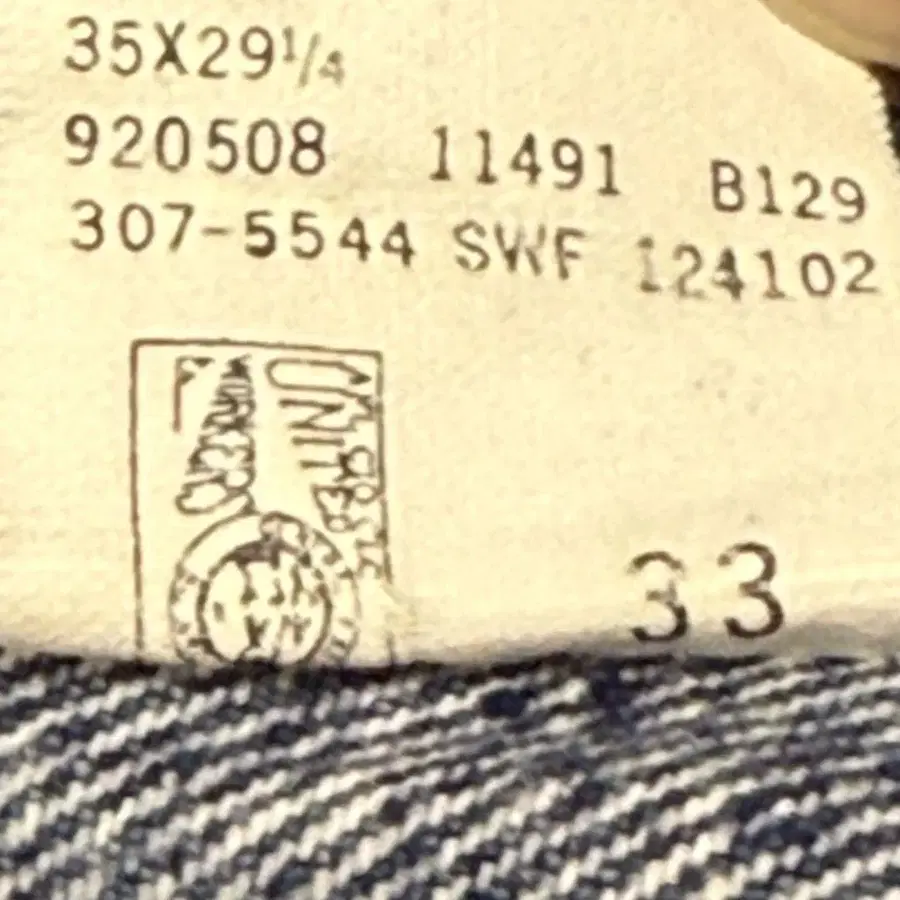 35X29¼
920508 11491 B129
307-5544 SWF 124102
UNITED
33